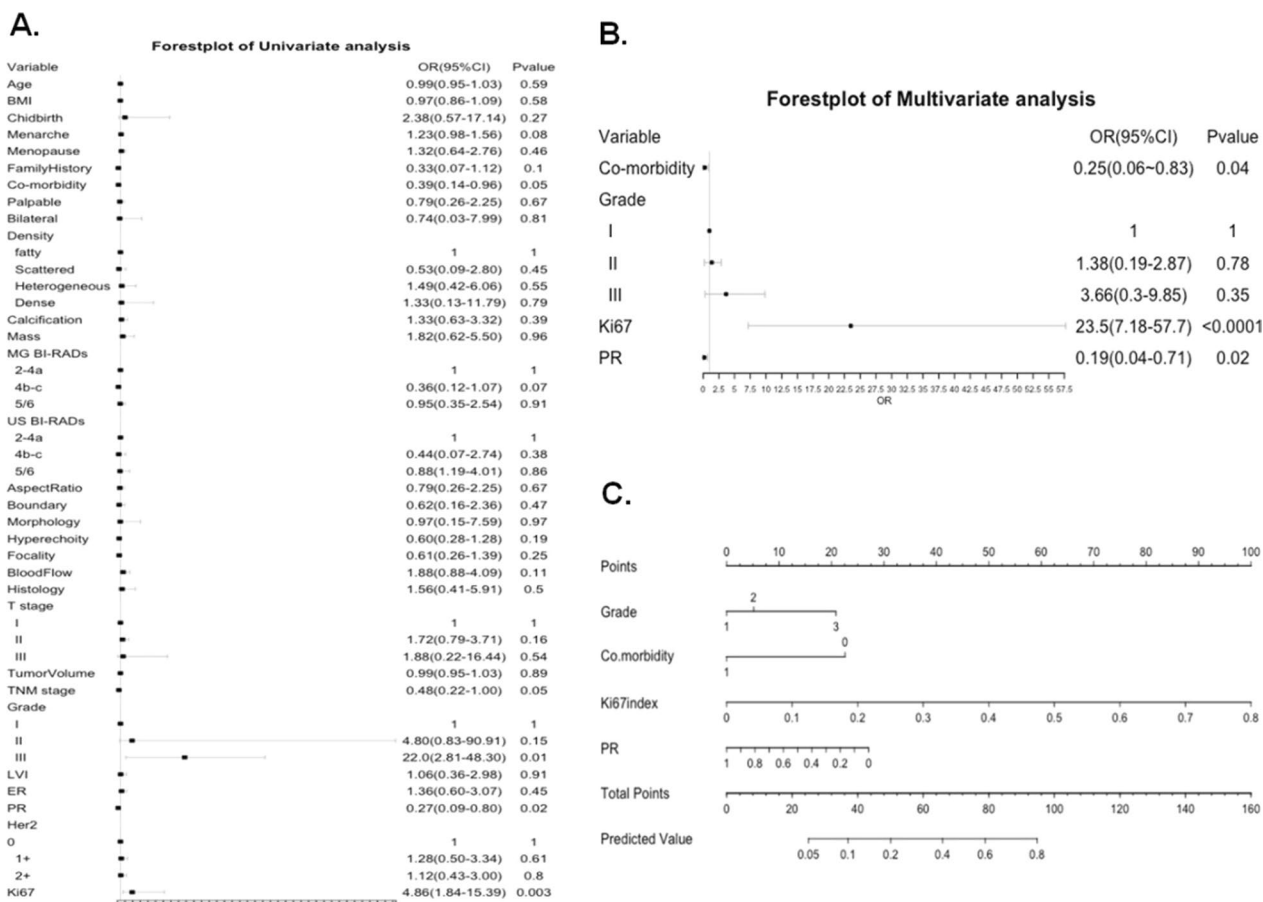 A.
Forestplot of Univariate analysis
Variable OR(95%CI) Pvalue
Age 0.99(0.95-1.03) 0.59
BMI 0.97(0.86-1.09) 0.58
Chidbirth 2.38(0.57-17.14) 0.27
Menarche 1.23(0.98-1.56) 0.08
Menopause 1.32(0.64-2.76) 0.46
FamilyHistory 0.33(0.07-1.12) 0.1
Co-morbidity 0.39(0.14-0.96) 0.05
Palpable 0.79(0.26-2.25) 0.67
Bilateral 0.74(0.03-7.99) 0.81
Density
fatty 1 1
Scattered 0.53(0.09-2.80) 0.45
Heterogeneous 1.49(0.42-6.06) 0.55
Dense 1.33(0.13-11.79) 0.79
Calcification 1.33(0.63-3.32) 0.39
Mass 1.82(0.62-5.50) 0.96
MG BI-RADs
2-4a 1 1
4b-c 0.36(0.12-1.07) 0.07
5/6 0.95(0.35-2.54) 0.91
US BI-RADs
2-4a 1 1
4b-c 0.44(0.07-2.74) 0.38
5/6 0.88(1.19-4.01) 0.86
AspectRatio 0.79(0.26-2.25) 0.67
Boundary 0.62(0.16-2.36) 0.47
Morphology 0.97(0.15-7.59) 0.97
Hyperechoity 0.60(0.28-1.28) 0.19
Focality 0.61(0.26-1.39) 0.25
BloodFlow 1.88(0.88-4.09) 0.11
Histology 1.56(0.41-5.91) 0.5
T stage
I 1 1
II 1.72(0.79-3.71) 0.16
III 1.88(0.22-16.44) 0.54
TumorVolume 0.99(0.95-1.03) 0.89
TNM stage 0.48(0.22-1.00) 0.05
Grade
I 1 1
II 4.80(0.83-90.91) 0.15
III 22.0(2.81-48.30) 0.01
LVI 1.06(0.36-2.98) 0.91
ER 1.36(0.60-3.07) 0.45
PR 0.27(0.09-0.80) 0.02
Her2
0 1 1
1+ 1.28(0.50-3.34) 0.61
2+ 1.12(0.43-3.00) 0.8
Ki67 4.86(1.84-15.39) 0.003
B.
Forestplot of Multivariate analysis
Variable OR(95%CI) Pvalue
Co-morbidity 0.25(0.06~0.83) 0.04
Grade
I 1 1
II 1.38(0.19-2.87) 0.78
III 3.66(0.3-9.85) 0.35
Ki67 23.5(7.18-57.7) <0.0001
PR 0.19(0.04-0.71) 0.02
0 2.5 5 7.5 10 12.5 15 17.5 20 22.5 25 27.5 30 32.5 35 37.5 40 42.5 45 47.5 50 52.5 55 57.5
OR
C.
0 10 20 30 40 50 60 70 80 90 100
Points
2
Grade
1 3
0
Co.morbidity
1
Ki67index
0 0.1 0.2 0.3 0.4 0.5 0.6 0.7 0.8
PR
1 0.8 0.6 0.4 0.2 0
Total Points
0 20 40 60 80 100 120 140 160
Predicted Value
0.05 0.1 0.2 0.4 0.6 0.8